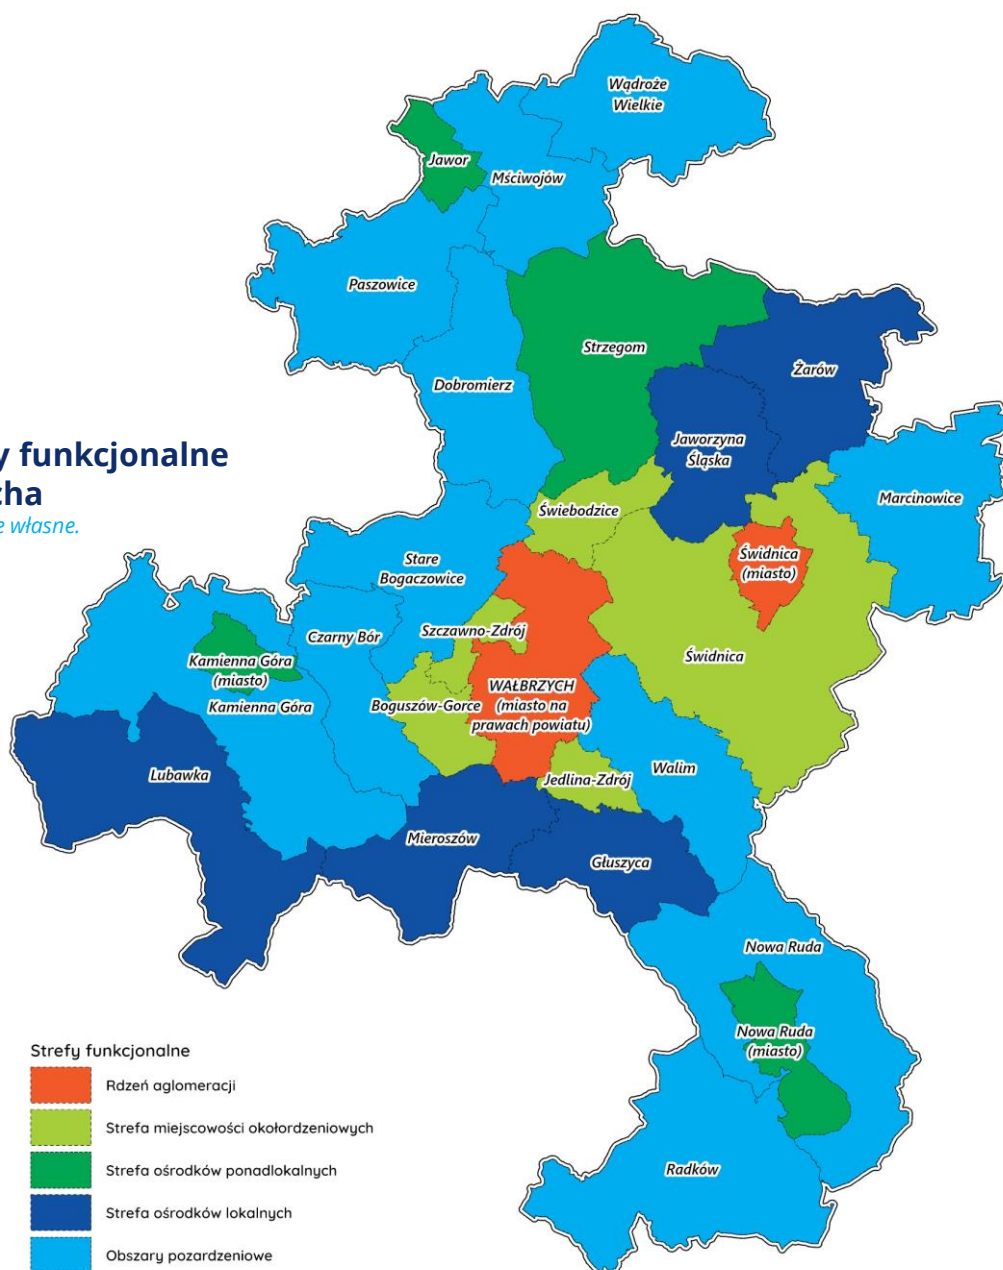 Wądroże
Wielkie
Jawor
Mściwojów
Paszowice
Strzegom
Żarów
Dobromierz
Jaworzyna
Śląska
y funkcjonalne
cha
e własne.
Marcinowice
Świebodzice
Świdnica
(miasto)
Stare
Bogaczowice
Szczawno-Zdrój
Czarny Bór
Świdnica
Kamienna Góra
(miasto)
Kamienna Góra
WAŁBRZYCH
(miasto na
prawach powiatu)
Boguszów-Gorce
Lubawka
Jedlina-Zdrój
Walim
Mieroszów
Głuszyca
Nowa Ruda
Nowa Ruda
(miasto)
Radków
Strefy funkcjonalne
Rdzeń aglomeracji
Strefa miejscowości okołordzeniowych
Strefa ośrodków ponadlokalnych
Strefa ośrodków lokalnych
Obszary pozardzeniowe